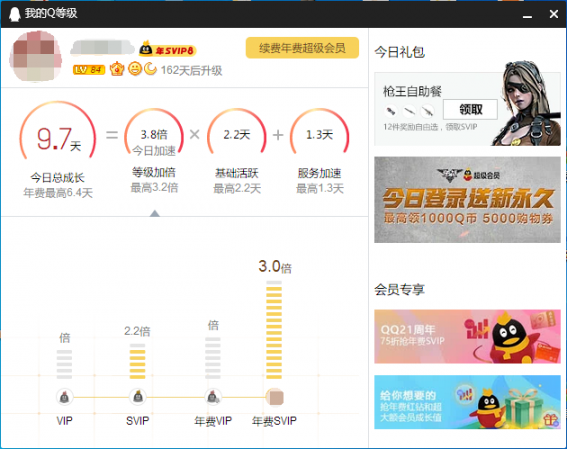 我的Q等级
年SVIP8
续费年费超级会员
LV 84
162天后升级
9.7天
=
3.8倍
今日加速
×
2.2天
+
1.3天
今日总成长
年费最高6.4天
等级加倍
最高3.2倍
基础活跃
最高2.2天
服务加速
最高1.3天
倍
2.2倍
倍
3.0倍
VIP
SVIP
年费VIP
年费SVIP
今日礼包
枪王自助餐
领取
12件奖励自由选，领取SVIP
超级会员
今日登录送新永久
最高领1000Q币 5000购物券
会员专享
QQ21周年
75折抢年费SVIP
给你想要的
抢年费红钻和超
大额会员成长值